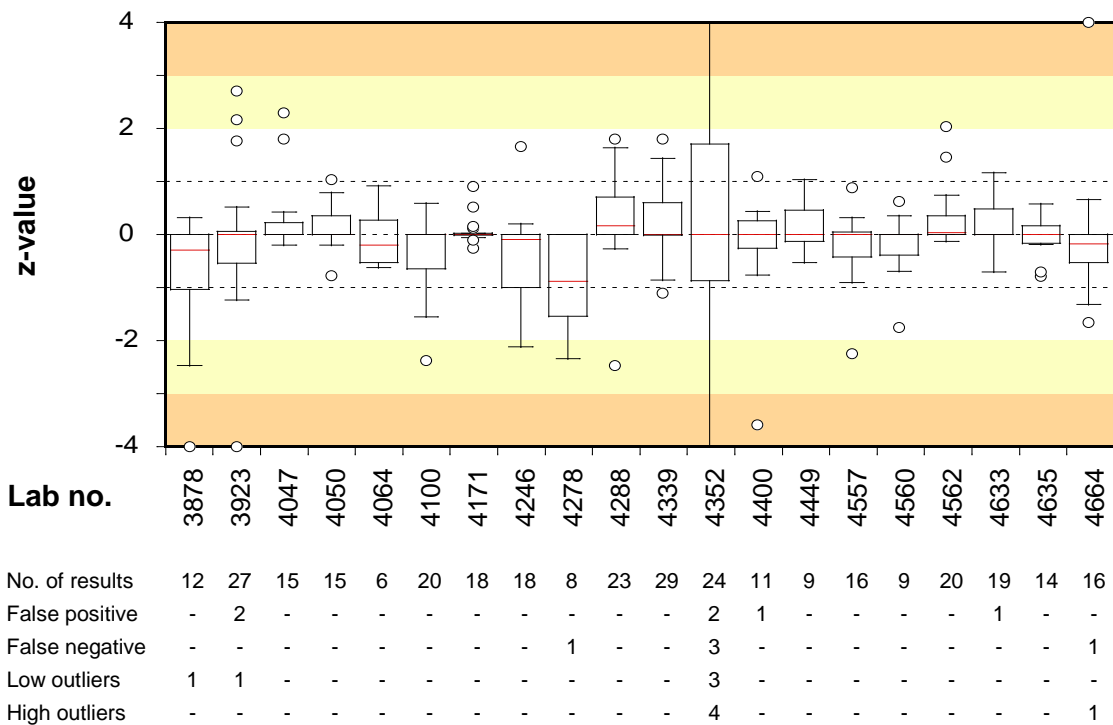 4
2
0
-2
-4
z-value
Lab no. 3878 3923 4047 4050 4064 4100 4171 4246 4278 4288 4339 4352 4400 4449 4557 4560 4562 4633 4635 4664
No. of results 12 27 15 15 6 20 18 18 8 23 29 24 11 9 16 9 20 19 14 16
False positive - 2 - - - - - - - - - 2 1 - - - - 1 - -
False negative - - - - - - - - 1 - - 3 - - - - - - - 1
Low outliers 1 1 - - - - - - - - - 3 - - - - - - - -
High outliers - - - - - - - - - - - 4 - - - - - - - 1